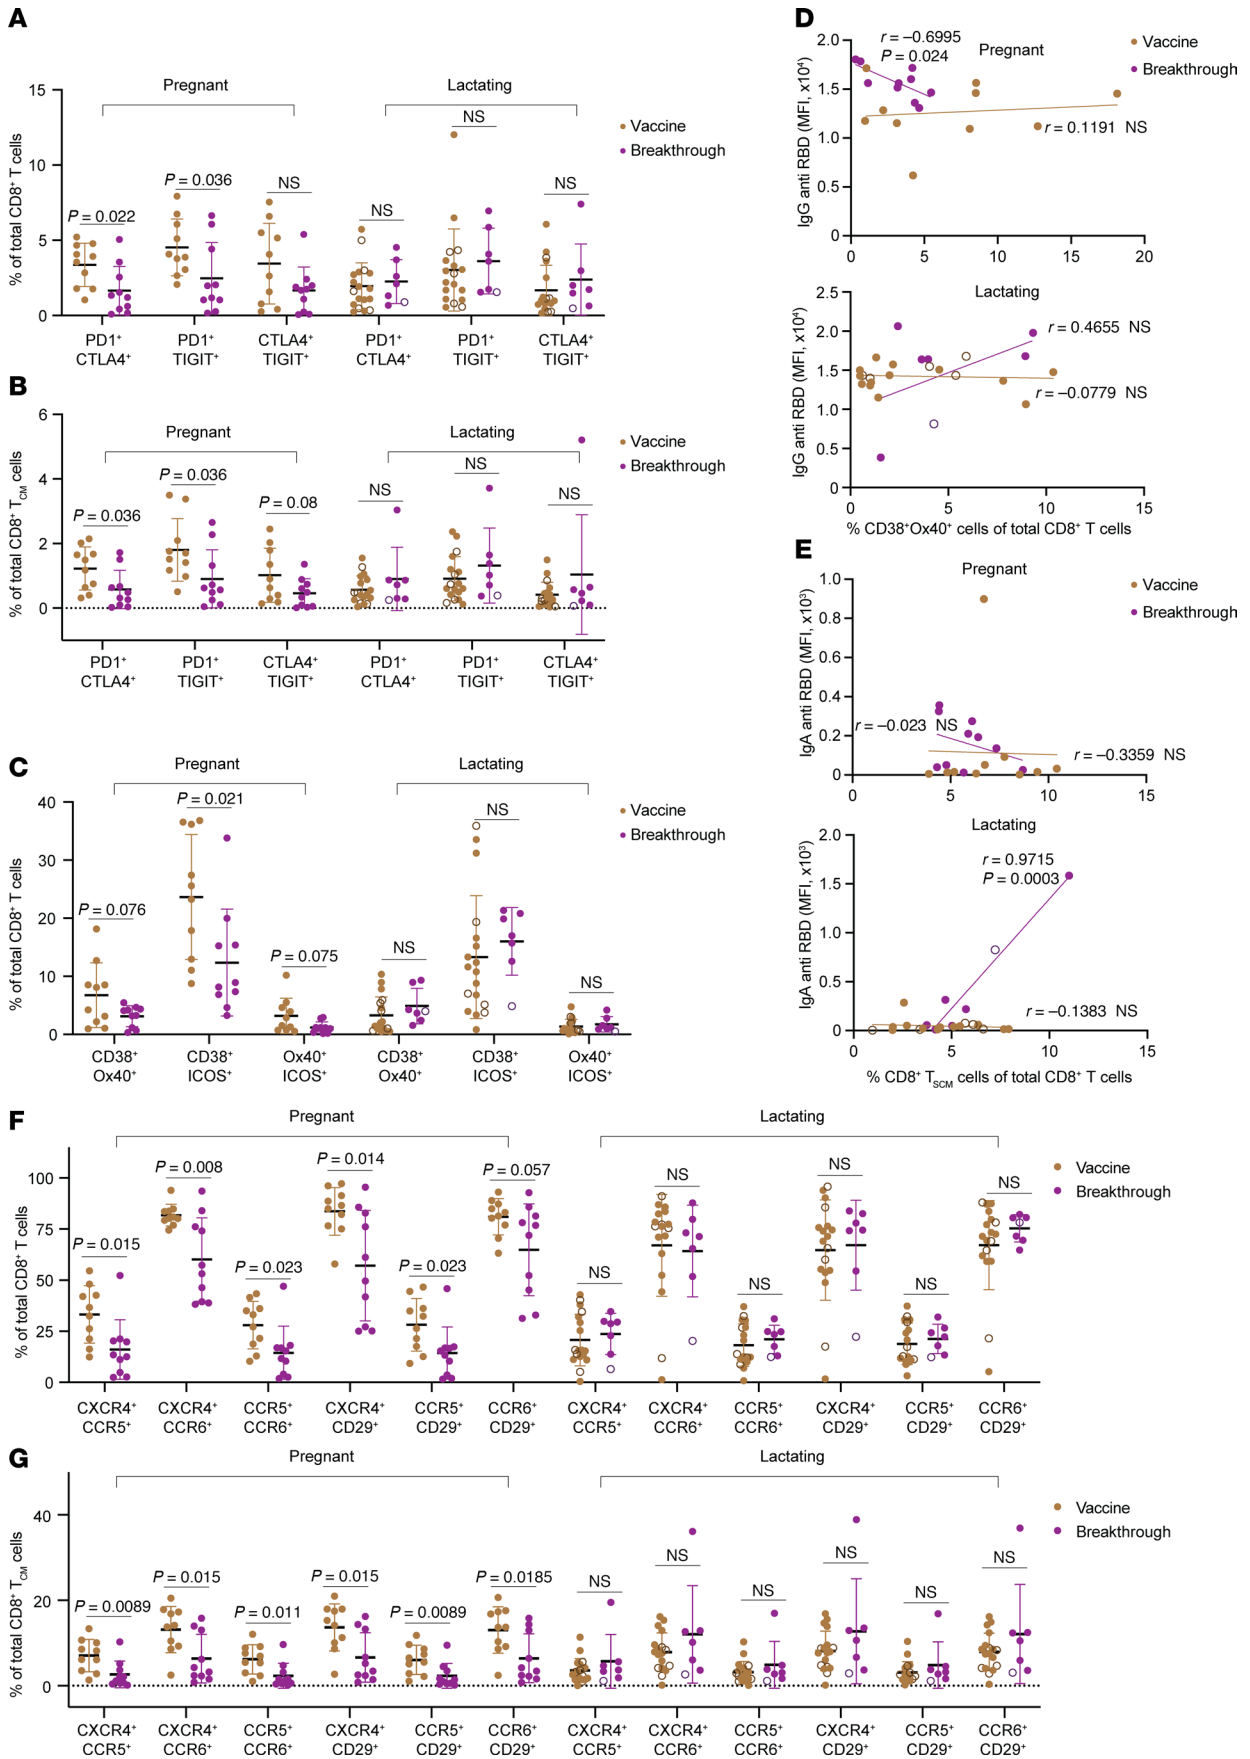 A
Pregnant
Lactating
Vaccine
Breakthrough
% of total CD8⁺ T cells
15
10
5
0
P = 0.022
P = 0.036
NS
NS
NS
NS
PD1⁺ CTLA4⁺
PD1⁺ TIGIT⁺
CTLA4⁺ TIGIT⁺
PD1⁺ CTLA4⁺
PD1⁺ TIGIT⁺
CTLA4⁺ TIGIT⁺
B
Pregnant
Lactating
Vaccine
Breakthrough
% of total CD8⁺ T_CM cells
6
4
2
0
P = 0.036
P = 0.036
P = 0.08
NS
NS
NS
PD1⁺ CTLA4⁺
PD1⁺ TIGIT⁺
CTLA4⁺ TIGIT⁺
PD1⁺ CTLA4⁺
PD1⁺ TIGIT⁺
CTLA4⁺ TIGIT⁺
C
Pregnant
Lactating
Vaccine
Breakthrough
% of total CD8⁺ T cells
40
30
20
10
0
P = 0.076
P = 0.021
P = 0.075
NS
NS
NS
CD38⁺ Ox40⁺
CD38⁺ ICOS⁺
Ox40⁺ ICOS⁺
CD38⁺ Ox40⁺
CD38⁺ ICOS⁺
Ox40⁺ ICOS⁺
D
Pregnant
Vaccine
Breakthrough
IgG anti RBD (MFI, x10⁴)
2.0
1.5
1.0
0.5
0
r = –0.6995
P = 0.024
r = 0.1191 NS
0 5 10 15 20
Lactating
IgG anti RBD (MFI, x10⁴)
2.5
2.0
1.5
1.0
0.5
0
r = 0.4655 NS
r = –0.0779 NS
0 5 10 15
% CD38⁺Ox40⁺ cells of total CD8⁺ T cells
E
Pregnant
Vaccine
Breakthrough
IgA anti RBD (MFI, x10³)
1.0
0.8
0.6
0.4
0.2
0
r = –0.023 NS
r = –0.3359 NS
0 5 10 15
Lactating
IgA anti RBD (MFI, x10³)
2.0
1.5
1.0
0.5
0
r = 0.9715
P = 0.0003
r = –0.1383 NS
0 5 10 15
% CD8⁺ T_SCM cells of total CD8⁺ T cells
F
Pregnant
Lactating
Vaccine
Breakthrough
% of total CD8⁺ T cells
100
75
50
25
0
P = 0.015
P = 0.008
P = 0.023
P = 0.014
P = 0.023
P = 0.057
NS
NS
NS
NS
NS
NS
CXCR4⁺ CCR5⁺
CXCR4⁺ CCR6⁺
CCR5⁺ CCR6⁺
CXCR4⁺ CD29⁺
CCR5⁺ CD29⁺
CCR6⁺ CD29⁺
CXCR4⁺ CCR5⁺
CXCR4⁺ CCR6⁺
CCR5⁺ CCR6⁺
CXCR4⁺ CD29⁺
CCR5⁺ CD29⁺
CCR6⁺ CD29⁺
G
Pregnant
Lactating
Vaccine
Breakthrough
% of total CD8⁺ T_CM cells
40
20
0
P = 0.0089
P = 0.015
P = 0.011
P = 0.015
P = 0.0089
P = 0.0185
NS
NS
NS
NS
NS
NS
CXCR4⁺ CCR5⁺
CXCR4⁺ CCR6⁺
CCR5⁺ CCR6⁺
CXCR4⁺ CD29⁺
CCR5⁺ CD29⁺
CCR6⁺ CD29⁺
CXCR4⁺ CCR5⁺
CXCR4⁺ CCR6⁺
CCR5⁺ CCR6⁺
CXCR4⁺ CD29⁺
CCR5⁺ CD29⁺
CCR6⁺ CD29⁺